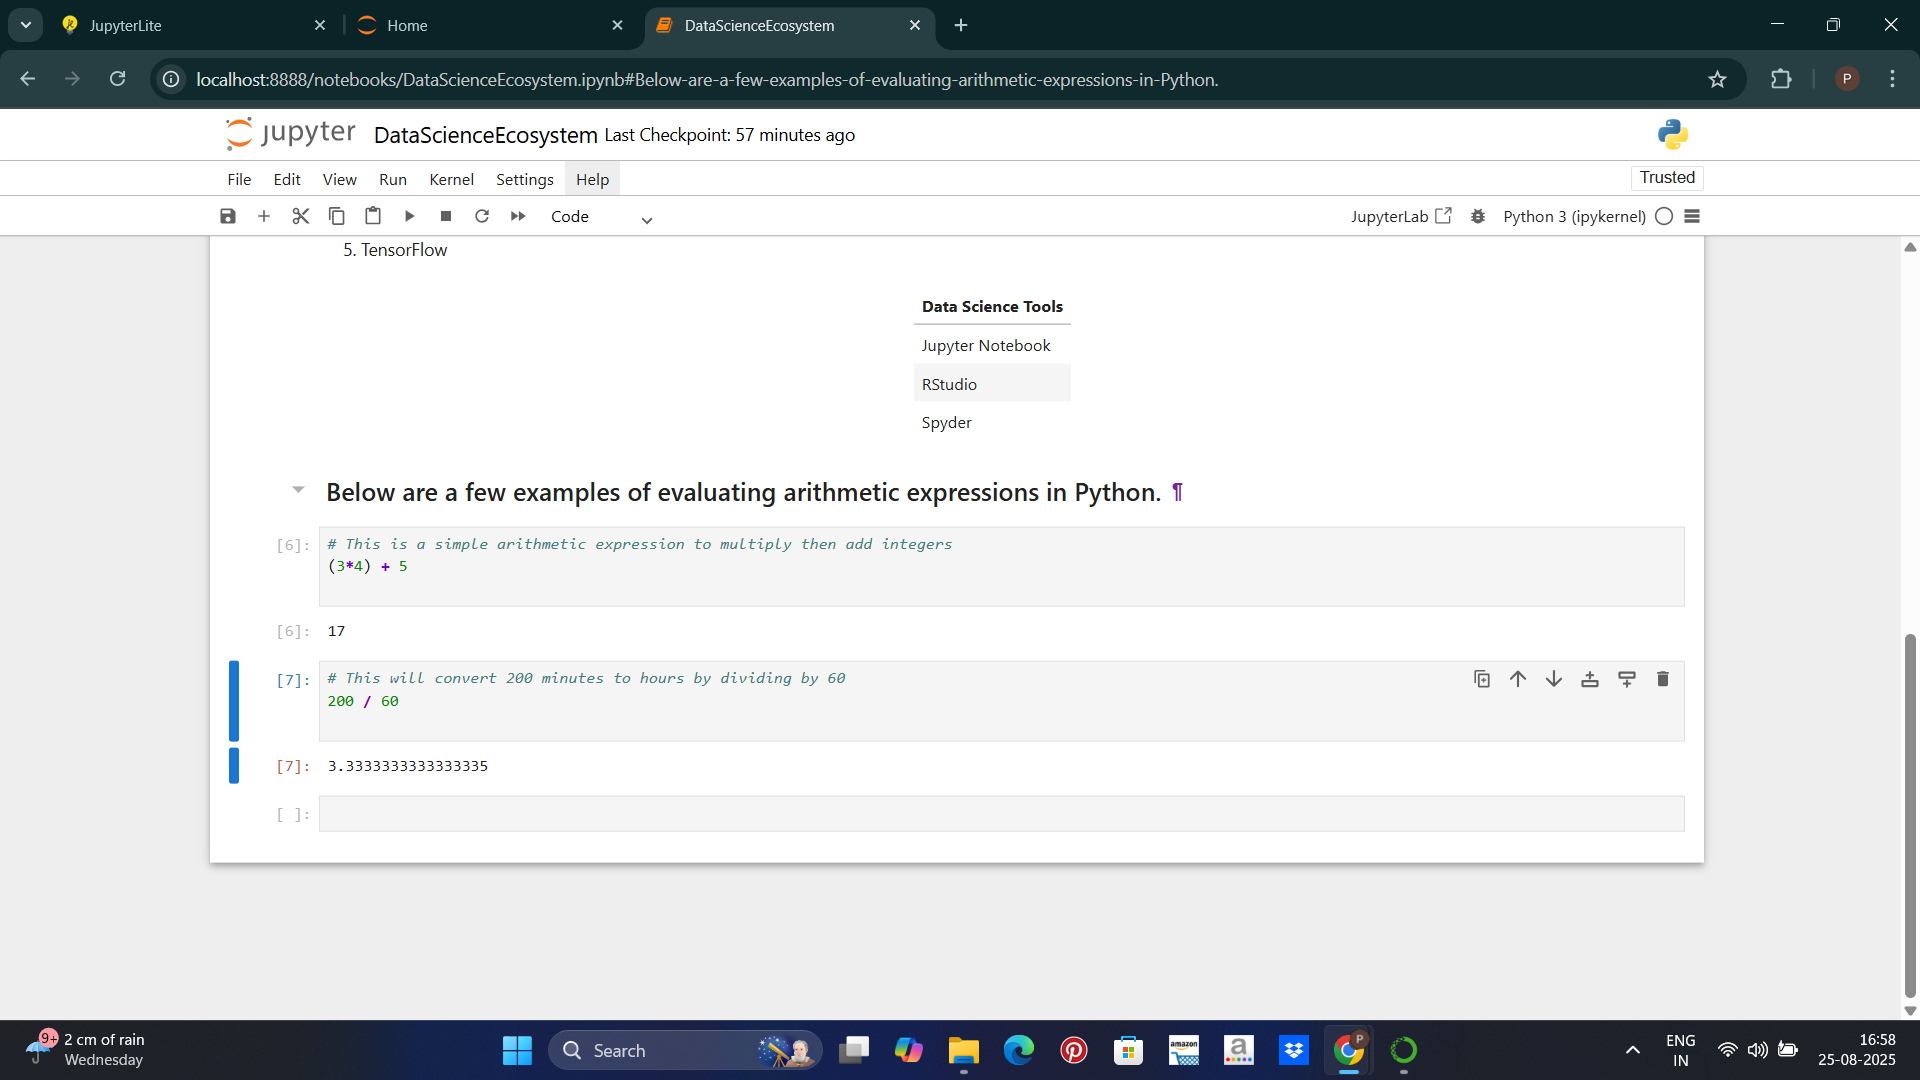 JupyterLite
Home
DataScienceEcosystem
localhost:8888/notebooks/DataScienceEcosystem.ipynb#Below-are-a-few-examples-of-evaluating-arithmetic-expressions-in-Python.
P
jupyter DataScienceEcosystem Last Checkpoint: 57 minutes ago
File Edit View Run Kernel Settings Help
Trusted
Code
JupyterLab Python 3 (ipykernel)
5. TensorFlow
Data Science Tools
Jupyter Notebook
RStudio
Spyder
Below are a few examples of evaluating arithmetic expressions in Python. ¶
[6]: # This is a simple arithmetic expression to multiply then add integers
(3*4) + 5
[6]: 17
[7]: # This will convert 200 minutes to hours by dividing by 60
200 / 60
[7]: 3.3333333333333335
[ ]:
9+
2 cm of rain
Wednesday
Search
amazon
a
P
ENG
IN
16:58
25-08-2025